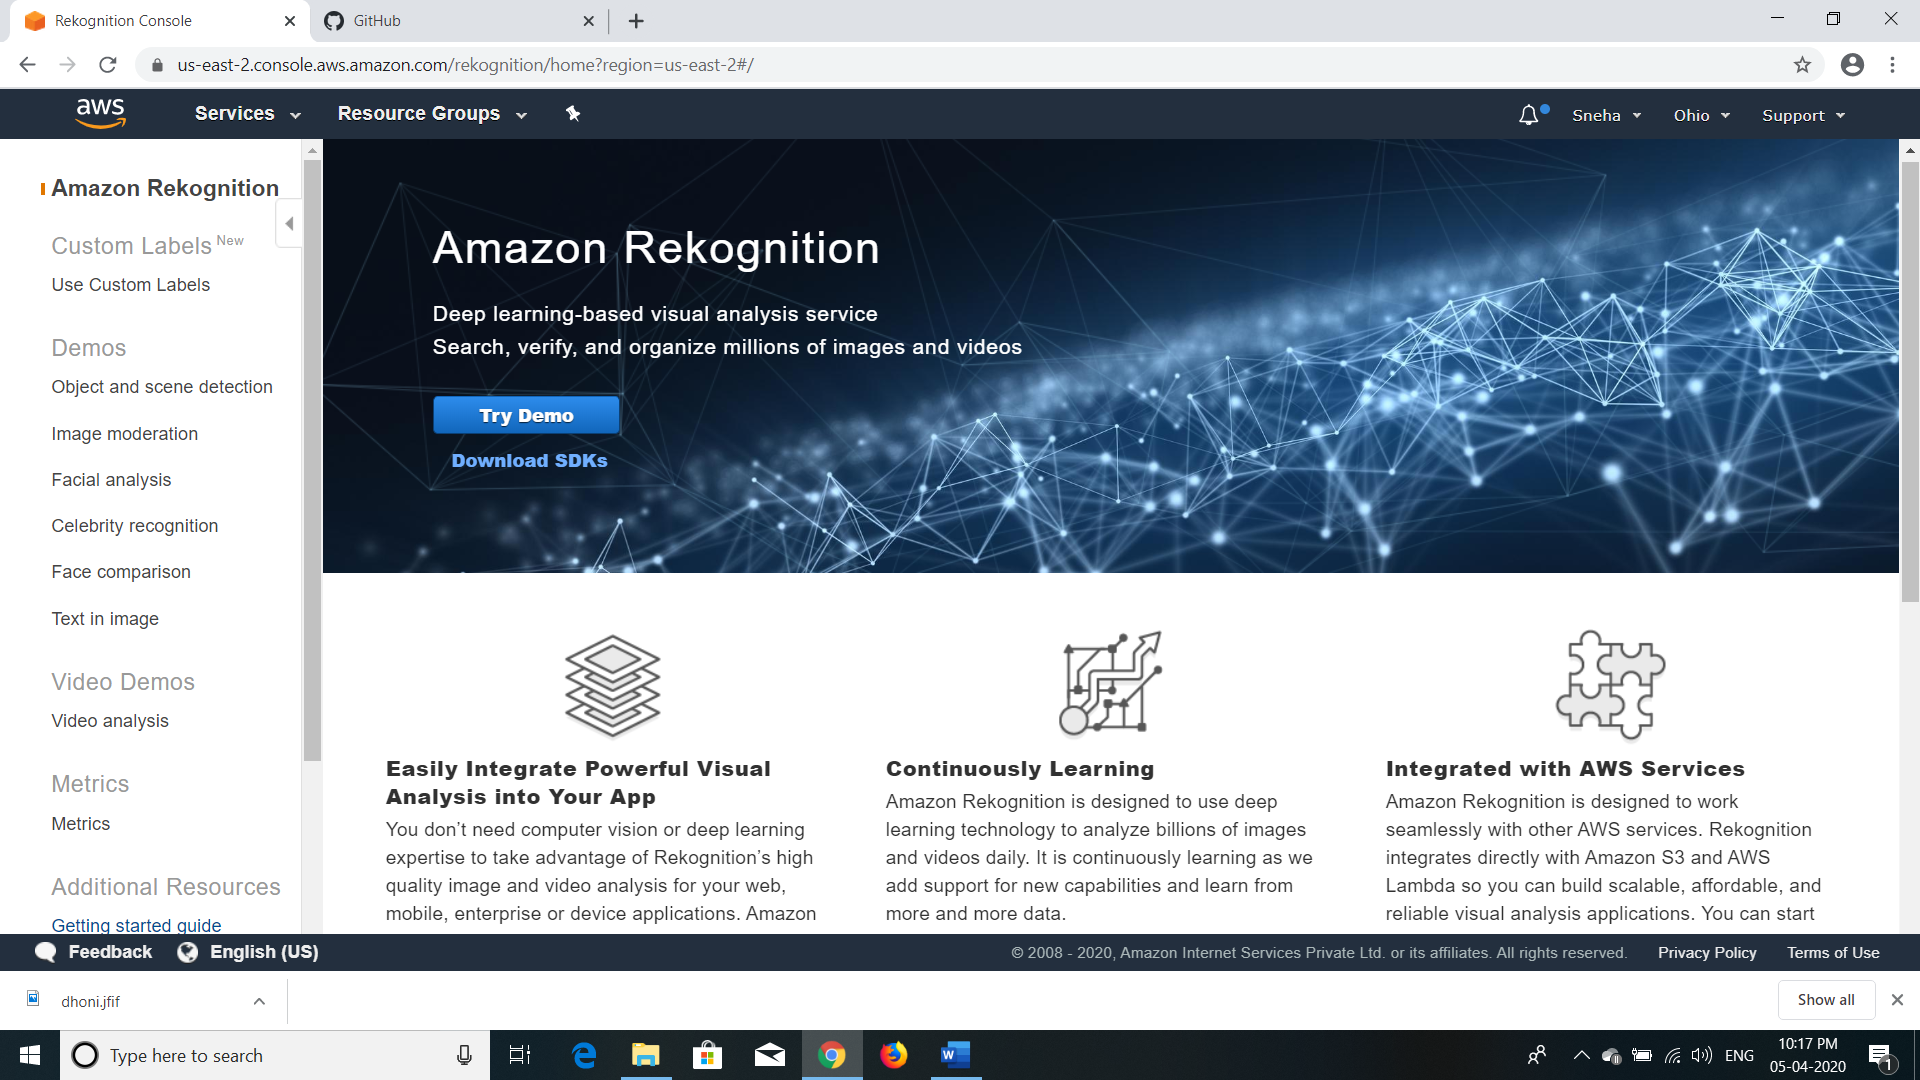 Rekognition Console
GitHub
us-east-2.console.aws.amazon.com/rekognition/home?region=us-east-2#/
aws
Services
Resource Groups
Sneha
Ohio
Support
Amazon Rekognition
Custom Labels New
Use Custom Labels
Demos
Object and scene detection
Image moderation
Facial analysis
Celebrity recognition
Face comparison
Text in image
Video Demos
Video analysis
Metrics
Metrics
Additional Resources
Getting started guide
Amazon Rekognition
Deep learning-based visual analysis service
Search, verify, and organize millions of images and videos
Try Demo
Download SDKs
Easily Integrate Powerful Visual
Analysis into Your App
You don’t need computer vision or deep learning
expertise to take advantage of Rekognition’s high
quality image and video analysis for your web,
mobile, enterprise or device applications. Amazon
Continuously Learning
Amazon Rekognition is designed to use deep
learning technology to analyze billions of images
and videos daily. It is continuously learning as we
add support for new capabilities and learn from
more and more data.
Integrated with AWS Services
Amazon Rekognition is designed to work
seamlessly with other AWS services. Rekognition
integrates directly with Amazon S3 and AWS
Lambda so you can build scalable, affordable, and
reliable visual analysis applications. You can start
Feedback
English (US)
© 2008 - 2020, Amazon Internet Services Private Ltd. or its affiliates. All rights reserved.
Privacy Policy
Terms of Use
dhoni.jfif
Show all
Type here to search
W
ENG
10:17 PM
05-04-2020
1